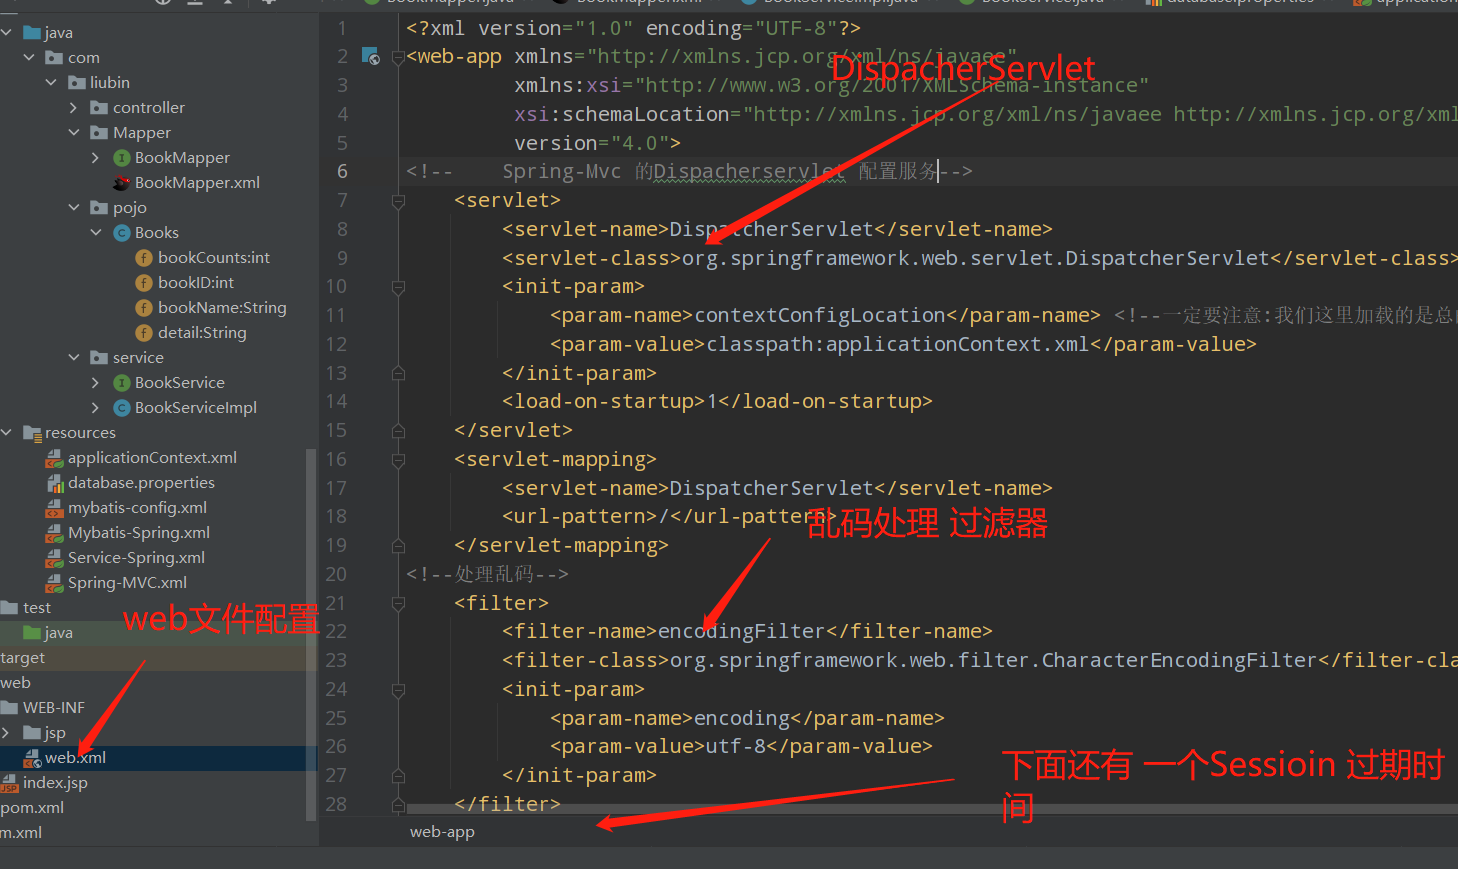 java
com
liubin
controller
Mapper
BookMapper
BookMapper.xml
pojo
Books
bookCounts:int
bookID:int
bookName:String
detail:String
service
BookService
BookServiceImpl
resources
applicationContext.xml
database.properties
mybatis-config.xml
Mybatis-Spring.xml
Service-Spring.xml
Spring-MVC.xml
test
java
target
web
WEB-INF
jsp
web.xml
index.jsp
pom.xml
m.xml
web文件配置
1 <?xml version="1.0" encoding="UTF-8"?>
2 <web-app xmlns="http://xmlns.jcp.org/xml/ns/javaee"
DispacherServlet
3 xmlns:xsi="http://www.w3.org/2001/XMLSchema-instance"
4 xsi:schemaLocation="http://xmlns.jcp.org/xml/ns/javaee http://xmlns.jcp.org/xml
5 version="4.0">
6 <!-- Spring-Mvc 的Dispacherservlet 配置服务-->
7 <servlet>
8 <servlet-name>DispatcherServlet</servlet-name>
9 <servlet-class>org.springframework.web.servlet.DispatcherServlet</servlet-class>
10 <init-param>
11 <param-name>contextConfigLocation</param-name> <!--一定要注意:我们这里加载的是总
12 <param-value>classpath:applicationContext.xml</param-value>
13 </init-param>
14 <load-on-startup>1</load-on-startup>
15 </servlet>
16 <servlet-mapping>
17 <servlet-name>DispatcherServlet</servlet-name>
18 <url-pattern>/</url-pattern>
乱码处理 过滤器
19 </servlet-mapping>
20 <!--处理乱码-->
21 <filter>
22 <filter-name>encodingFilter</filter-name>
23 <filter-class>org.springframework.web.filter.CharacterEncodingFilter</filter-cla
24 <init-param>
25 <param-name>encoding</param-name>
26 <param-value>utf-8</param-value>
下面还有 一个Sessioin 过期时
间
27 </init-param>
28 </filter>
web-app